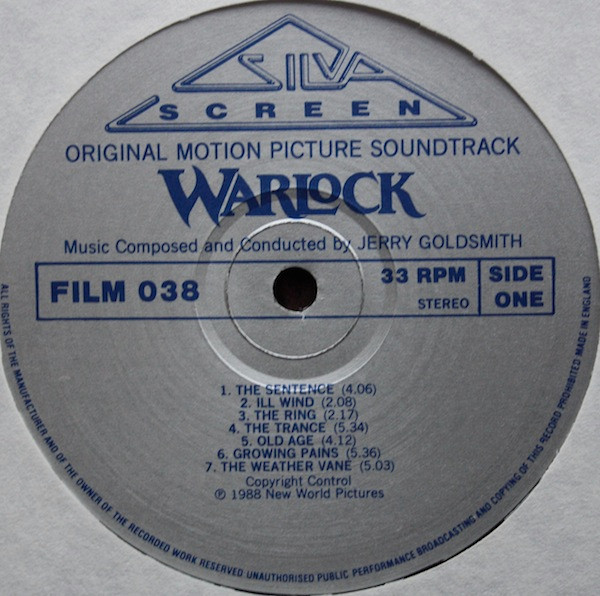 SILVA
SCREEN
ORIGINAL MOTION PICTURE SOUNDTRACK
WARLOCK
Music Composed and Conducted by JERRY GOLDSMITH
FILM 038
33 RPM
STEREO
SIDE
ONE
1. THE SENTENCE (4.06)
2. ILL WIND (2.08)
3. THE RING (2.17)
4. THE TRANCE (5.34)
5. OLD AGE (4.12)
6. GROWING PAINS (5.36)
7. THE WEATHER VANE (5.03)
Copyright Control
℗ 1988 New World Pictures
ALL RIGHTS OF THE MANUFACTURER AND OF THE OWNER OF THE RECORDED WORK RESERVED UNAUTHORISED PUBLIC PERFORMANCE BROADCASTING AND COPYING OF THIS RECORD PROHIBITED MADE IN ENGLAND